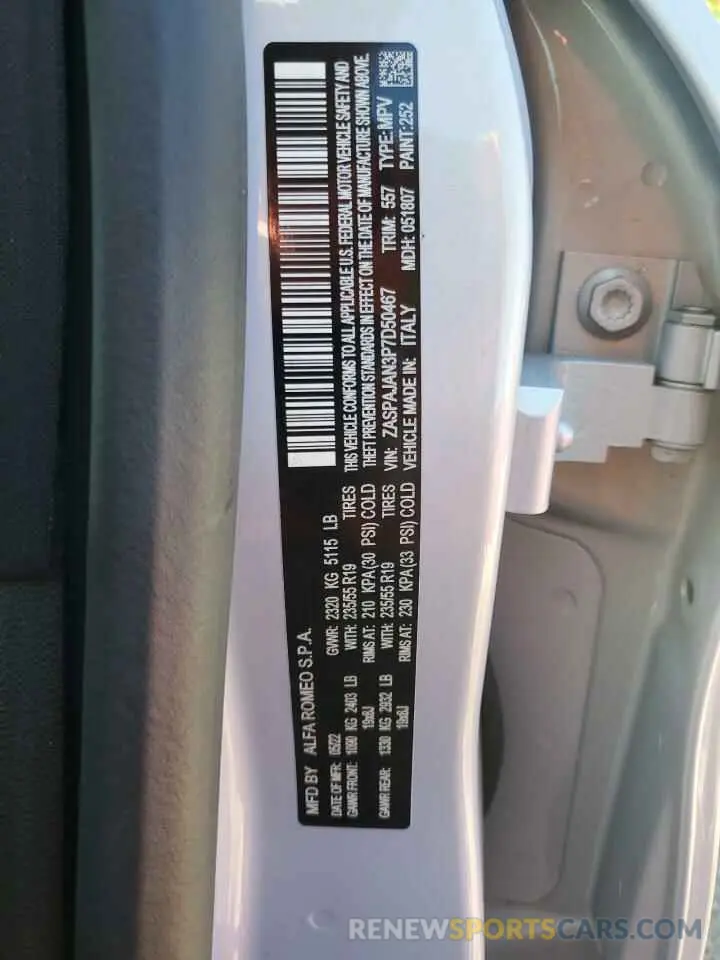 MFD BY ALFA ROMEO S.P.A.
DATE OF MFR: 05/22 GVWR: 2320 KG 5115 LB
GAWR FRONT: 1090 KG 2403 LB WITH: 235/55 R19 TIRES
19x8J RIMS AT: 210 KPA(30 PSI) COLD
GAWR REAR: 1330 KG 2932 LB WITH: 235/55 R19 TIRES
19x8J RIMS AT: 230 KPA(33 PSI) COLD
THIS VEHICLE CONFORMS TO ALL APPLICABLE U.S. FEDERAL MOTOR VEHICLE SAFETY AND
THEFT PREVENTION STANDARDS IN EFFECT ON THE DATE OF MANUFACTURE SHOWN ABOVE.
VIN: ZASPAJAN3P7D50467 TRIM: 557 TYPE: MPV
VEHICLE MADE IN: ITALY MDH: 051807 PAINT: 252
RENEWSPORTSCARS.COM